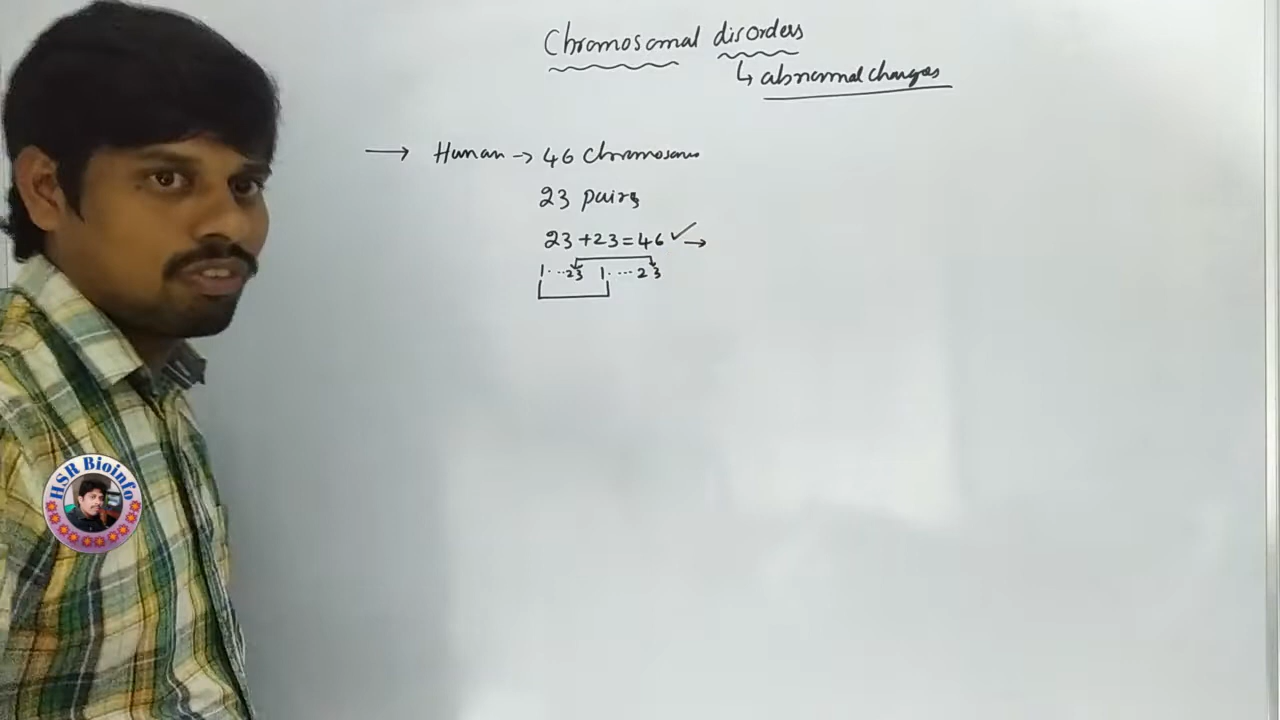 Chromosomal disorders
↳ abnormal changes
→ Human → 46 Chromosomes
23 pairs
23 + 23 = 46 ✓→
1 ... 23 1 .... 23
HSR Bioinfo